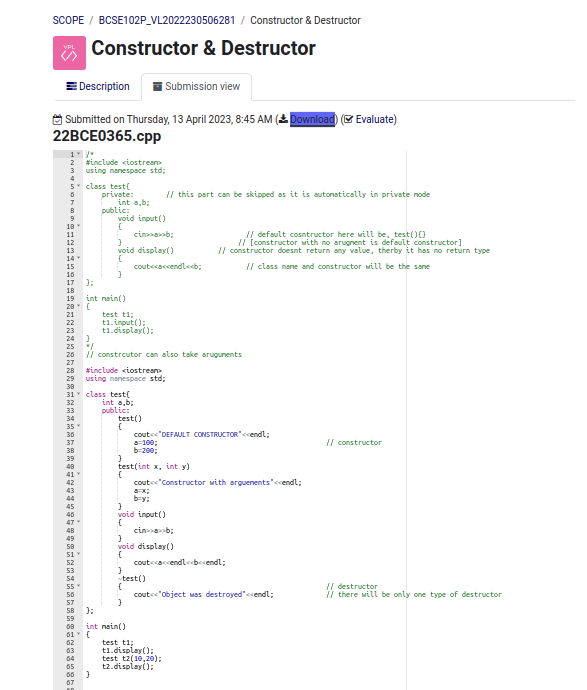 SCOPE / BCSE102P_VL2022230506281 / Constructor & Destructor
VPL
Constructor & Destructor
Description
Submission view
Submitted on Thursday, 13 April 2023, 8:45 AM (Download) (Evaluate)
22BCE0365.cpp
1 /*
2 #include <iostream>
3 using namespace std;
4
5 class test{
6 private: // this part can be skipped as it is automatically in private mode
7 int a,b;
8 public:
9 void input()
10 {
11 cin>>a>>b; // default cosntructor here will be, test(){}
12 } // [constructor with no arugment is default constructor]
13 void display() // constructor doesnt return any value, therby it has no return type
14 {
15 cout<<a<<endl<<b; // class name and constructor will be the same
16 }
17 };
18
19 int main()
20 {
21 test t1;
22 t1.input();
23 t1.display();
24 }
25 */
26 // constrcutor can also take aruguments
27
28 #include <iostream>
29 using namespace std;
30
31 class test{
32 int a,b;
33 public:
34 test()
35 {
36 cout<<"DEFAULT CONSTRUCTOR"<<endl;
37 a=100; // constructor
38 b=200;
39 }
40 test(int x, int y)
41 {
42 cout<<"Constructor with arguements"<<endl;
43 a=x;
44 b=y;
45 }
46 void input()
47 {
48 cin>>a>>b;
49 }
50 void display()
51 {
52 cout<<a<<endl<<b<<endl;
53 }
54 ~test()
55 { // destructor
56 cout<<"Object was destroyed"<<endl; // there will be only one type of destructor
57 }
58 };
59
60 int main()
61 {
62 test t1;
63 t1.display();
64 test t2(10,20);
65 t2.display();
66 }
67